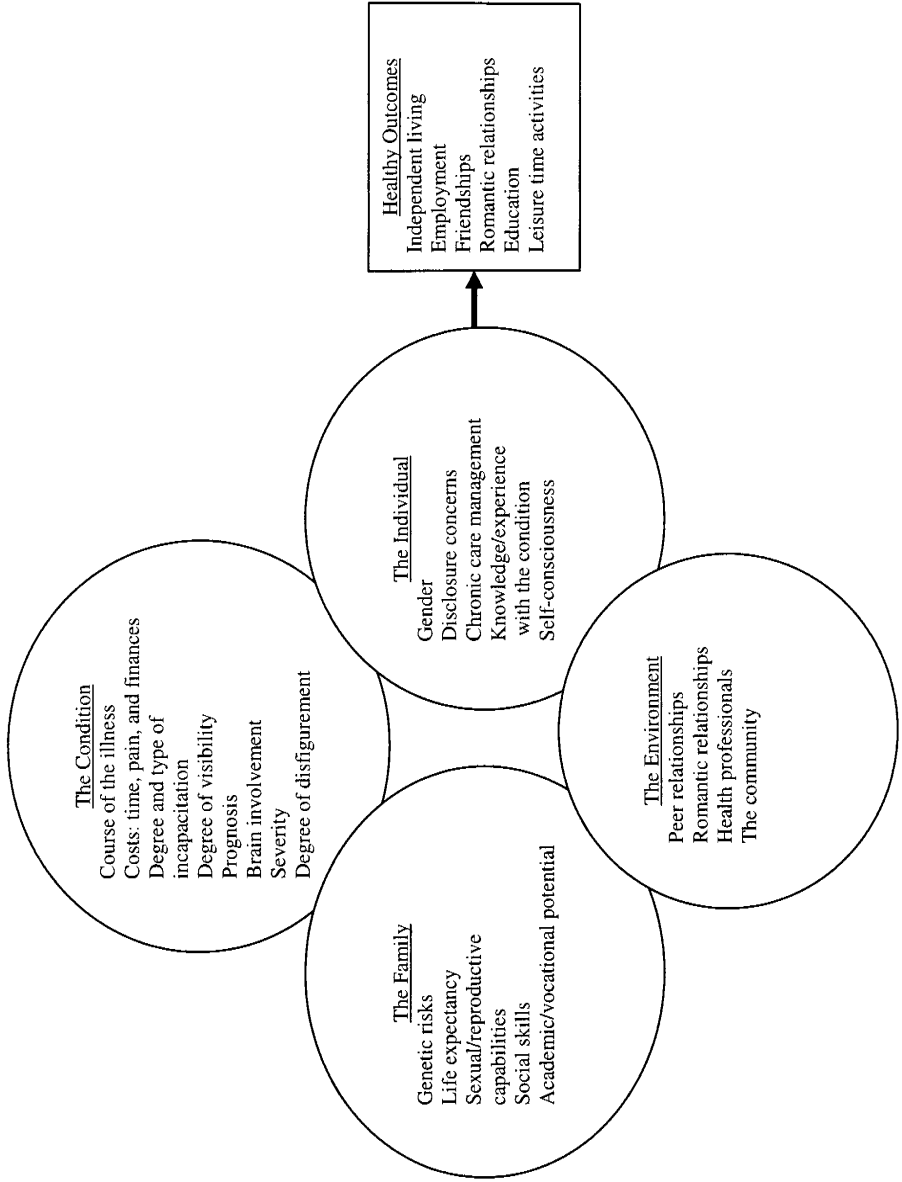 The Condition
Course of the illness
Costs: time, pain, and finances
Degree and type of
incapacitation
Degree of visibility
Prognosis
Brain involvement
Severity
Degree of disfigurement
The Family
Genetic risks
Life expectancy
Sexual/reproductive
capabilities
Social skills
Academic/vocational potential
The Individual
Gender
Disclosure concerns
Chronic care management
Knowledge/experience
with the condition
Self-consciousness
The Environment
Peer relationships
Romantic relationships
Health professionals
The community
Healthy Outcomes
Independent living
Employment
Friendships
Romantic relationships
Education
Leisure time activities